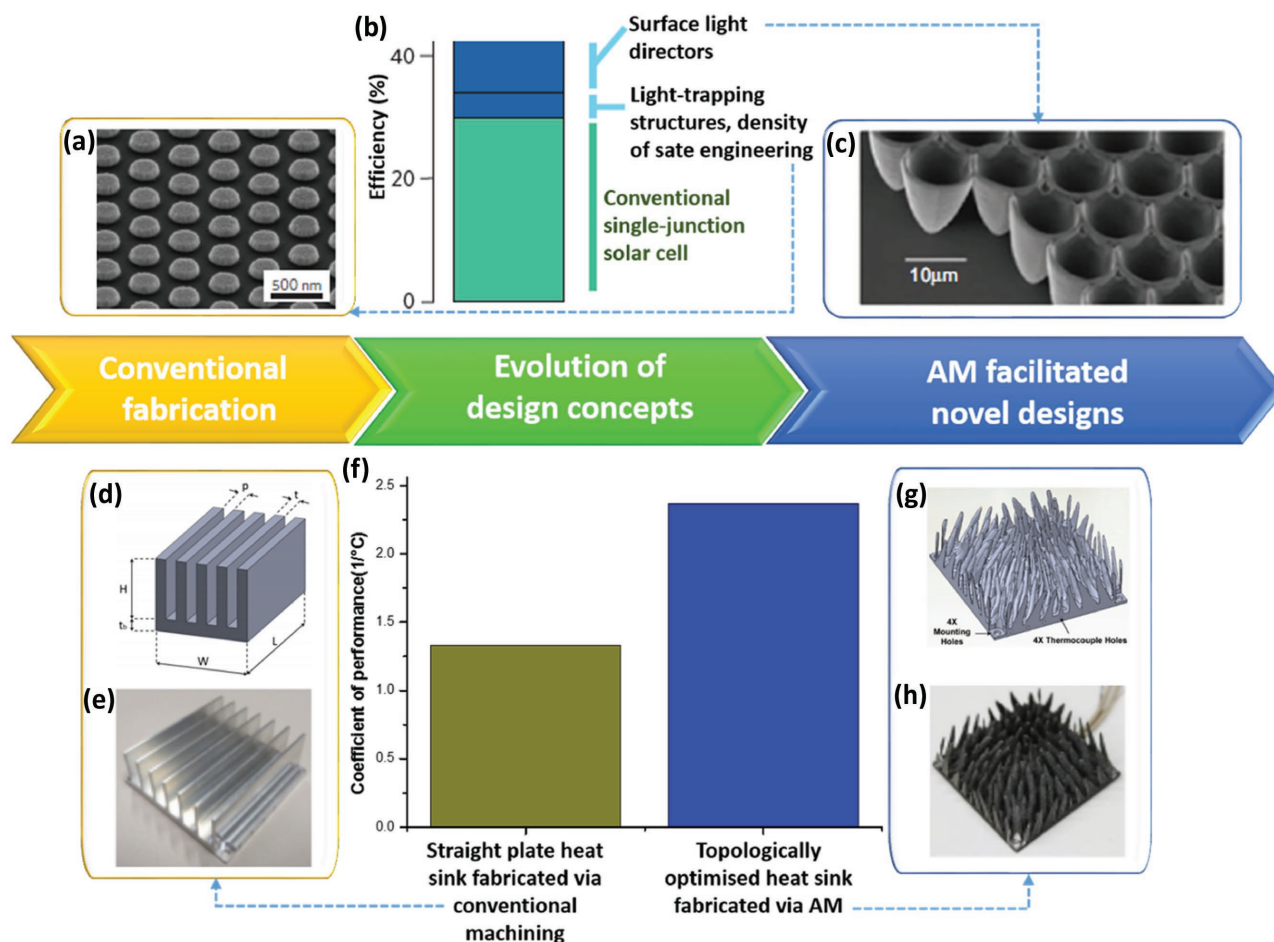 (a)
500 nm
(b)
Efficiency (%)
40
20
0
Surface light
directors
Light-trapping
structures, density
of sate engineering
Conventional
single-junction
solar cell
(c)
10μm
Conventional
fabrication
Evolution of
design concepts
AM facilitated
novel designs
(d)
p
t
H
tb
W
L
(e)
(f)
Coefficient of performance(1/°C)
2.5
2.0
1.5
1.0
0.5
0.0
Straight plate heat
sink fabricated via
conventional
machining
Topologically
optimised heat sink
fabricated via AM
(g)
4X
Mounting
Holes
4X Thermocouple Holes
(h)